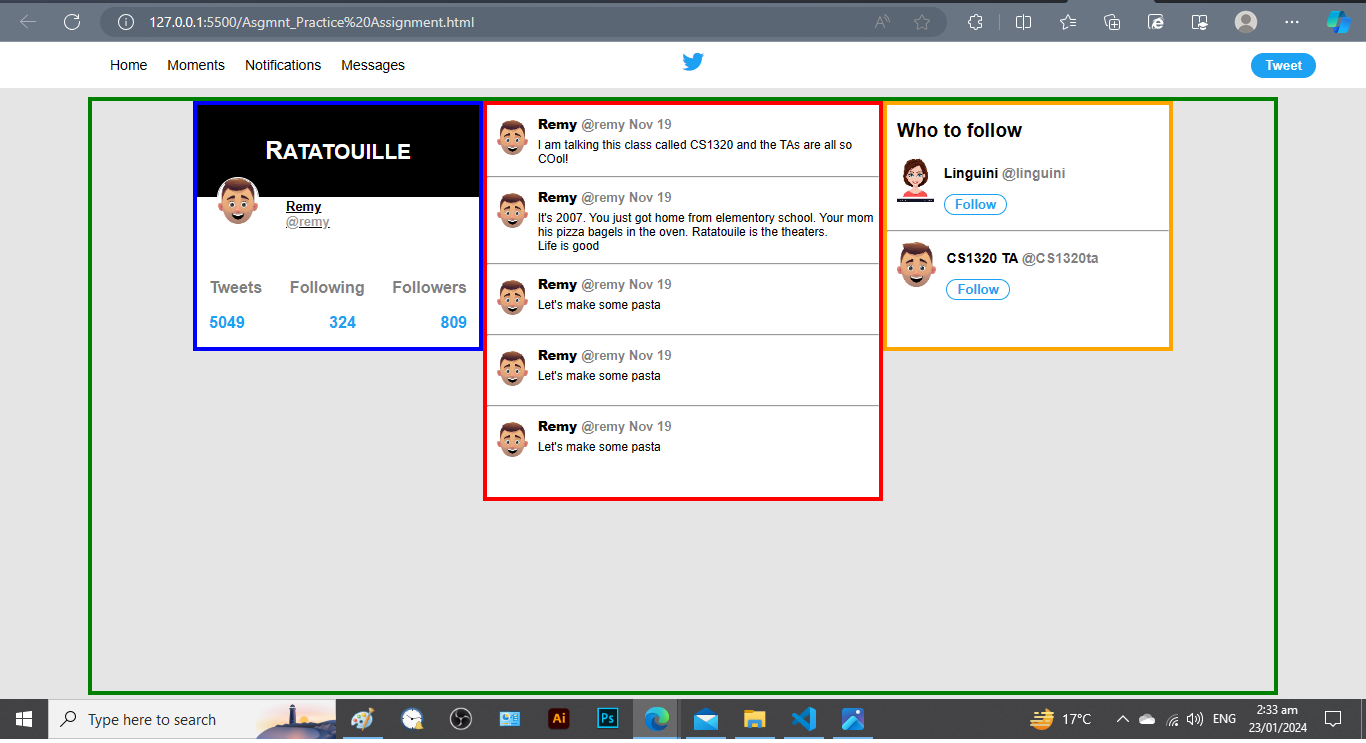 127.0.0.1:5500/Asgmnt_Practice%20Assignment.html
Home Moments Notifications Messages
Tweet
RATATOUILLE
Remy
@remy
Tweets Following Followers
5049 324 809
Remy @remy Nov 19
I am talking this class called CS1320 and the TAs are all so
COol!
Remy @remy Nov 19
It's 2007. You just got home from elementory school. Your mom
his pizza bagels in the oven. Ratatouile is the theaters.
Life is good
Remy @remy Nov 19
Let's make some pasta
Remy @remy Nov 19
Let's make some pasta
Remy @remy Nov 19
Let's make some pasta
Who to follow
Linguini @linguini
Follow
CS1320 TA @CS1320ta
Follow
Type here to search
Ai
Ps
17°C
ENG
2:33 am
23/01/2024